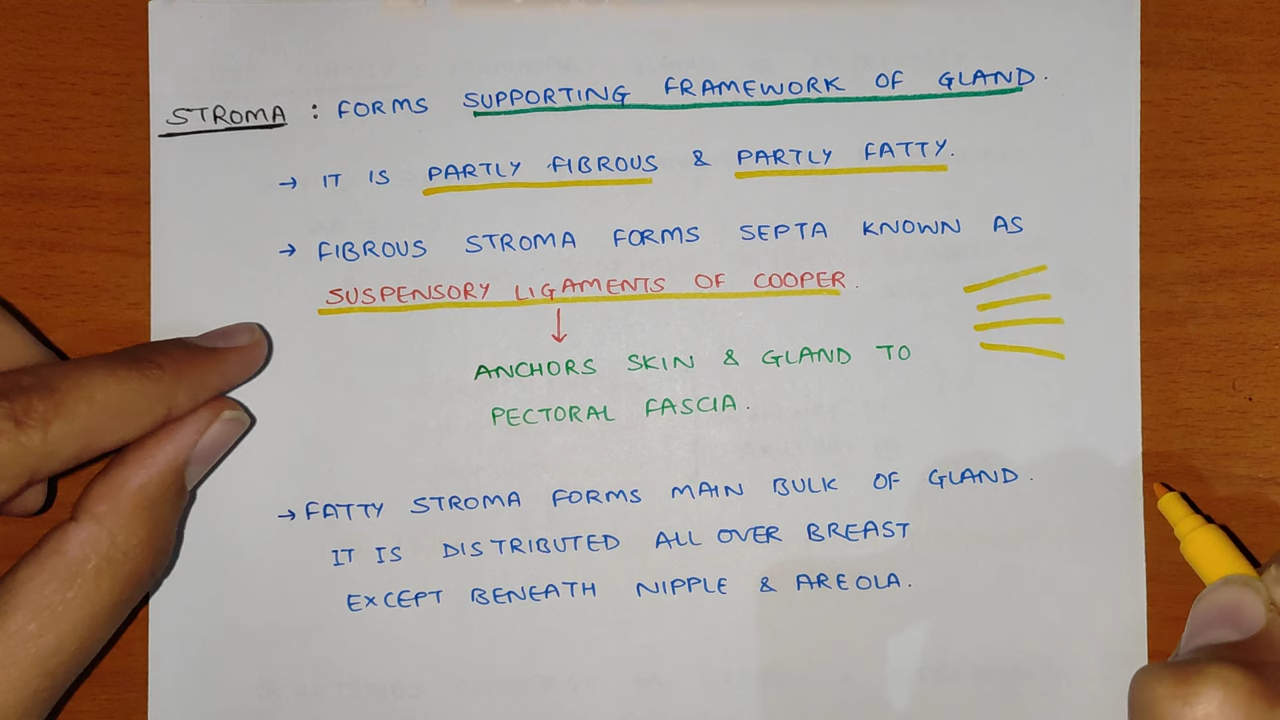 STROMA : FORMS SUPPORTING FRAMEWORK OF GLAND.
→ IT IS PARTLY FIBROUS & PARTLY FATTY.
→ FIBROUS STROMA FORMS SEPTA KNOWN AS
SUSPENSORY LIGAMENTS OF COOPER.
↓
ANCHORS SKIN & GLAND TO
PECTORAL FASCIA.
→ FATTY STROMA FORMS MAIN BULK OF GLAND.
IT IS DISTRIBUTED ALL OVER BREAST
EXCEPT BENEATH NIPPLE & AREOLA.